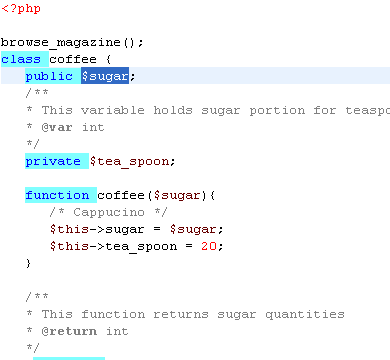 <?php
browse_magazine();
class coffee {
public $sugar;
/**
* This variable holds sugar portion for teaspo
* @var int
*/
private $tea_spoon;
function coffee($sugar){
/* Cappucino */
$this->sugar = $sugar;
$this->tea_spoon = 20;
}
/**
* This function returns sugar quantities
* @return int
*/